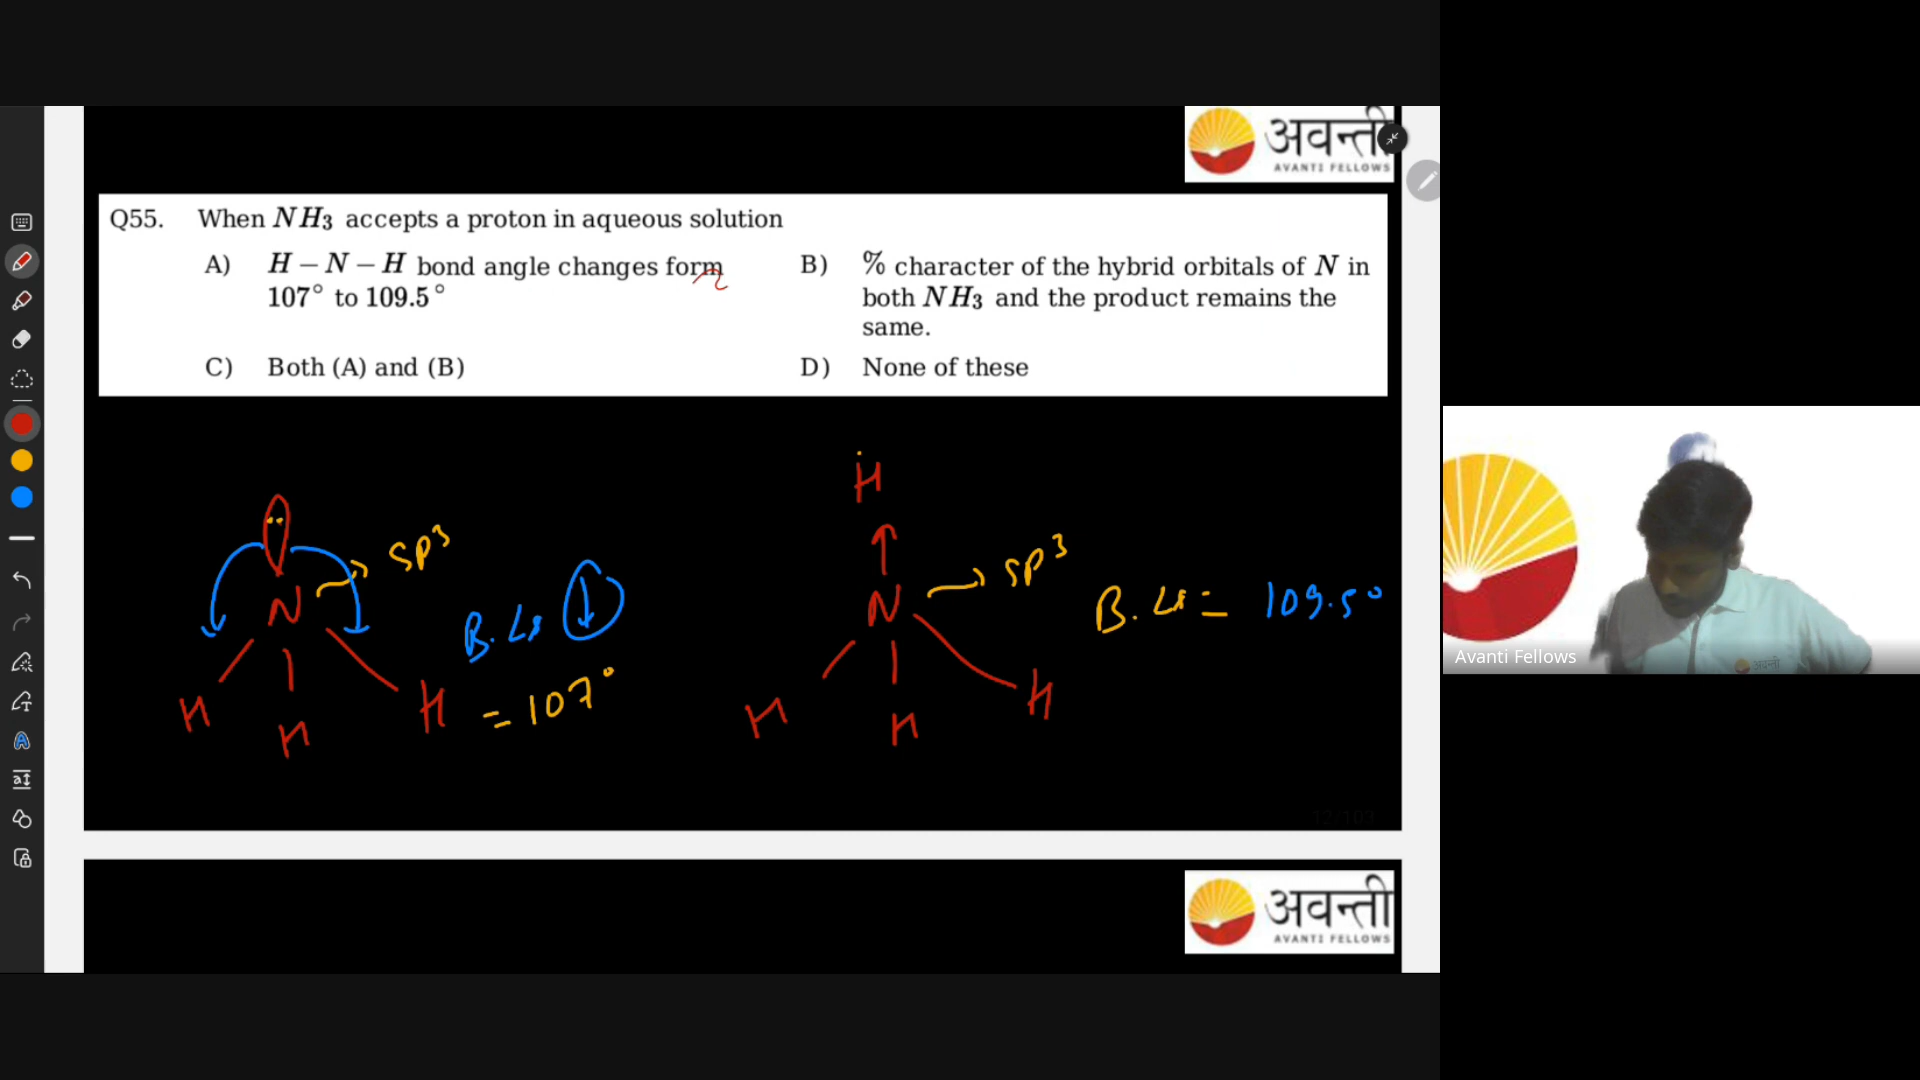 अवन्ती
AVANTI FELLOWS
Q55. When NH3 accepts a proton in aqueous solution
A) H – N – H bond angle changes form
107° to 109.5°
B) % character of the hybrid orbitals of N in
both NH3 and the product remains the
same.
C) Both (A) and (B)
D) None of these
H
SP³
SP³
N
B.∠s ↓
N
B.∠s = 109.5°
= 107°
H
H
H
H
H
H
12/103
Avanti Fellows
अवन्ती
AVANTI FELLOWS